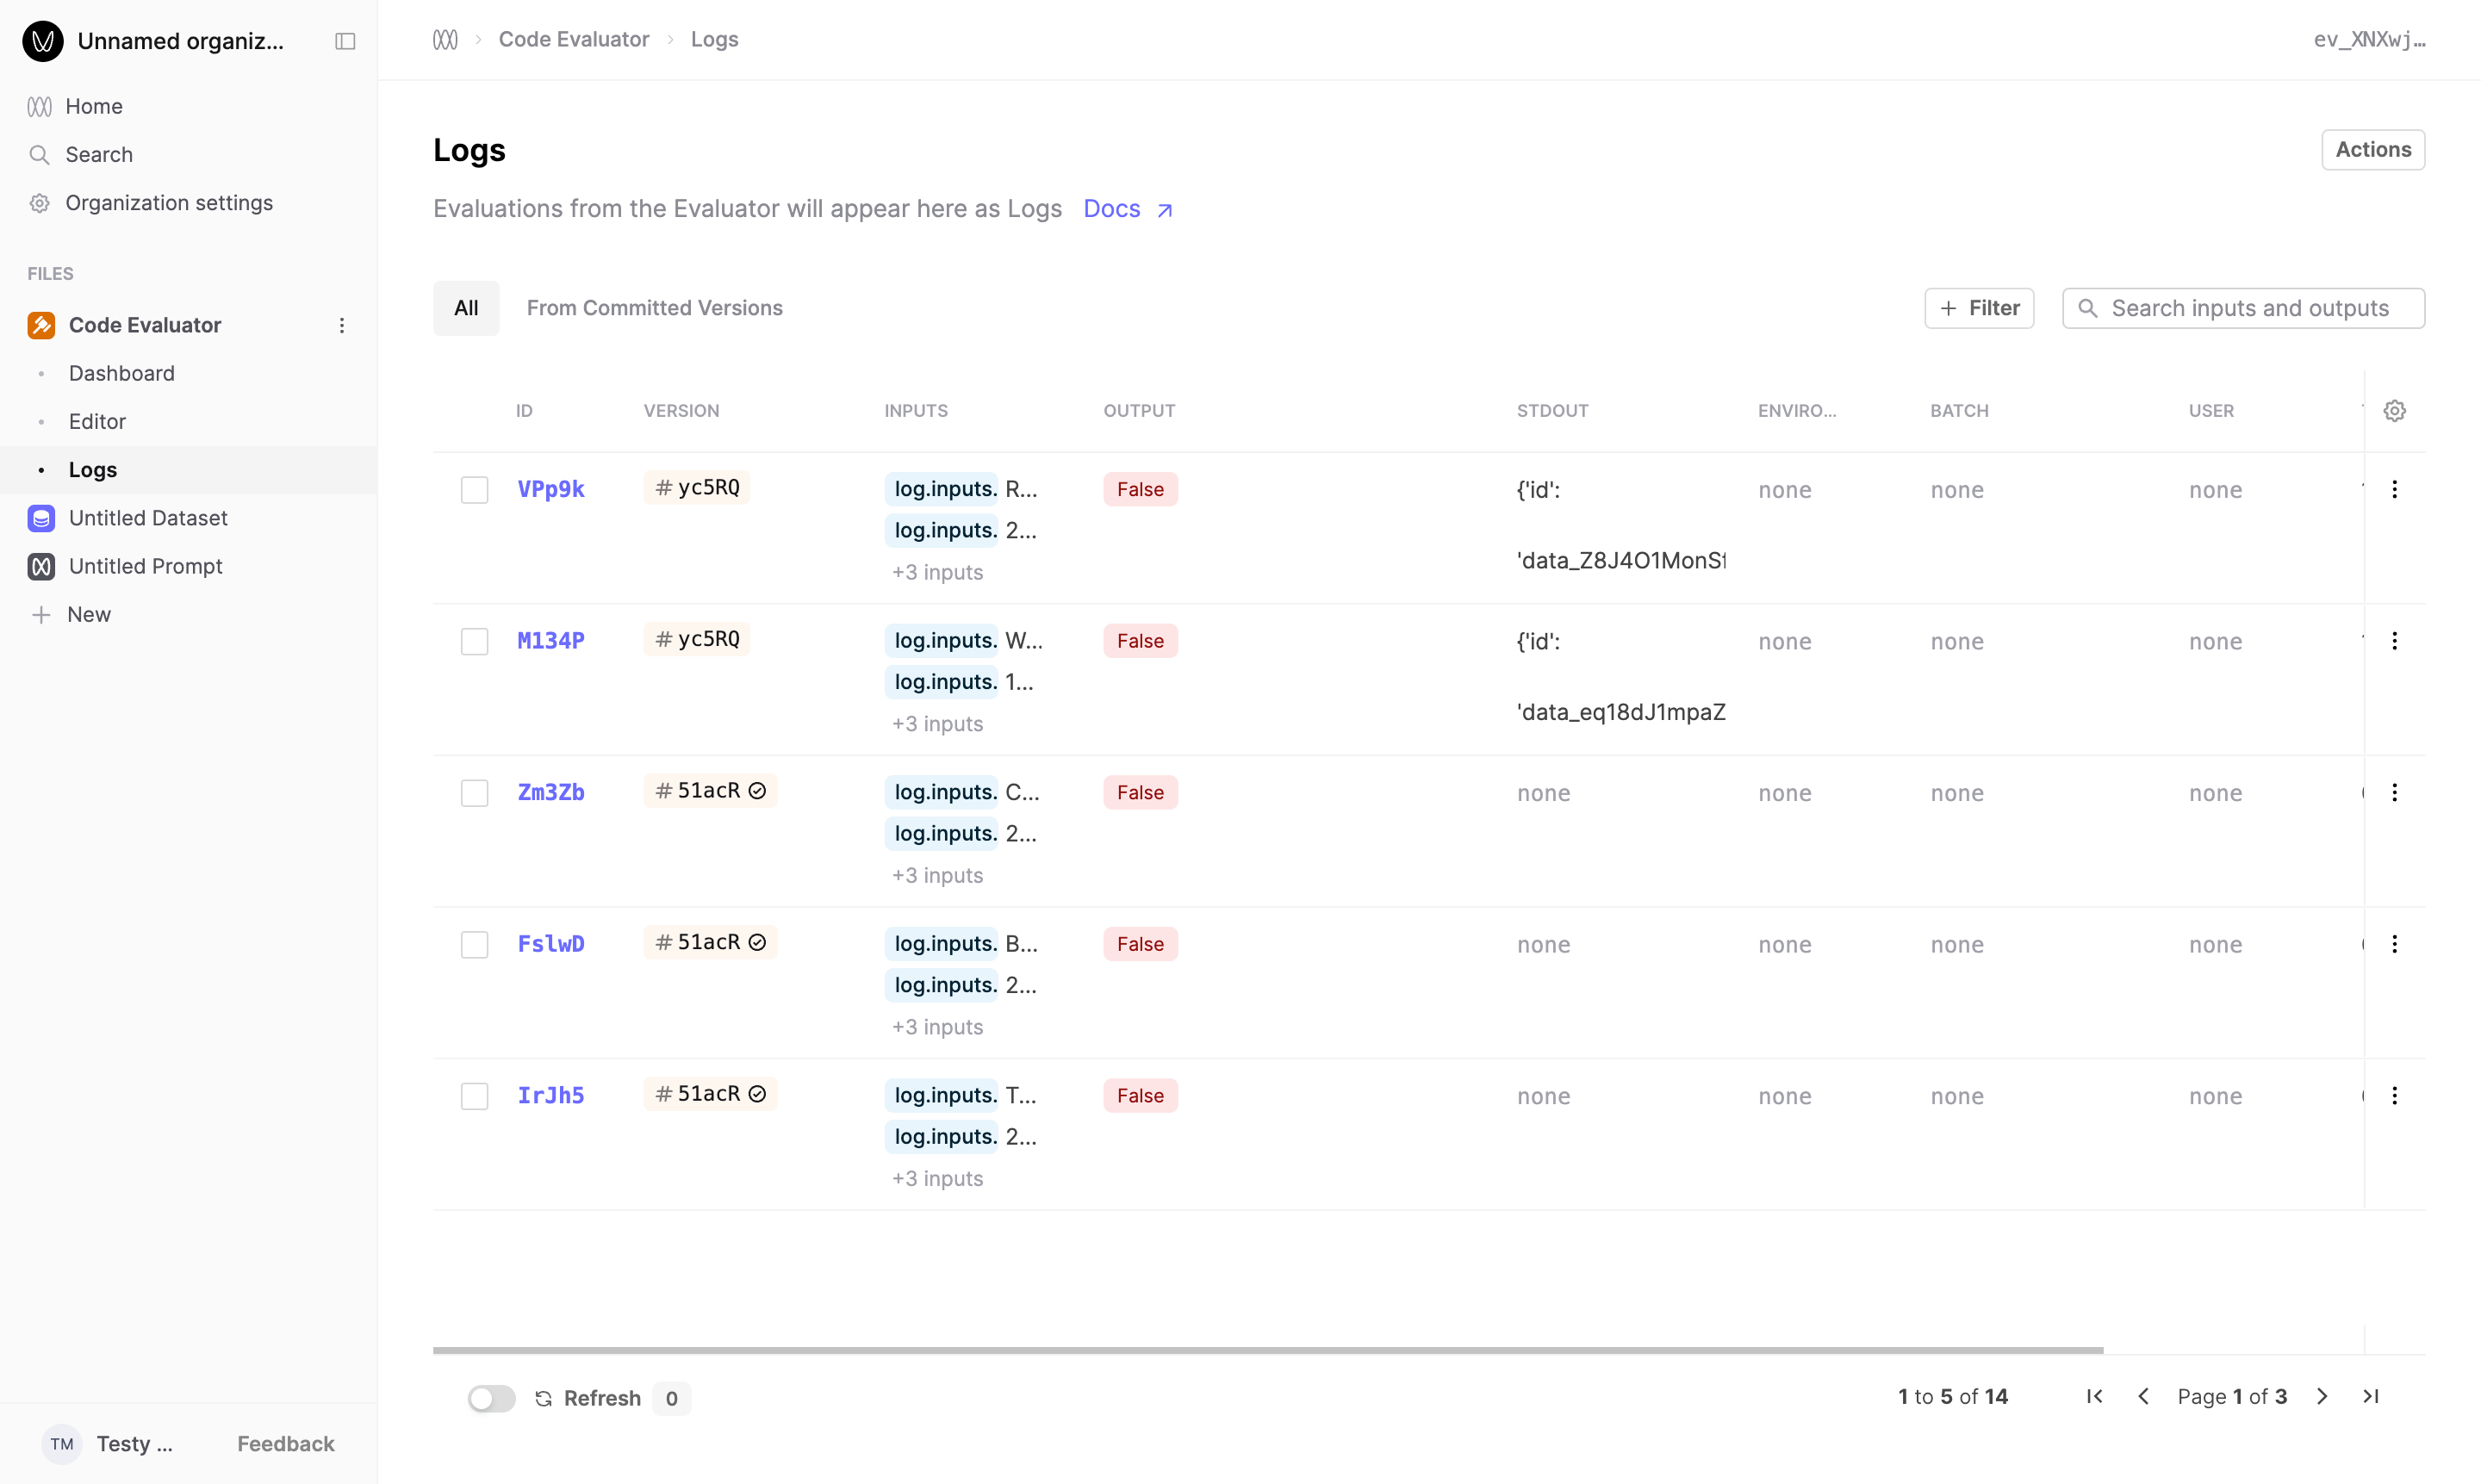 Unnamed organiz...
Home
Search
Organization settings
FILES
Code Evaluator
Dashboard
Editor
Logs
Untitled Dataset
Untitled Prompt
New
TM Testy ... Feedback
Code Evaluator > Logs
ev_XNXwj…
Logs
Actions
Evaluations from the Evaluator will appear here as Logs Docs
All From Committed Versions
Filter
Search inputs and outputs
ID VERSION INPUTS OUTPUT STDOUT ENVIRO... BATCH USER
VPp9k # yc5RQ log.inputs. R... False {'id': none none none
log.inputs. 2...
'data_Z8J4O1MonSf
+3 inputs
M134P # yc5RQ log.inputs. W... False {'id': none none none
log.inputs. 1...
'data_eq18dJ1mpaZ
+3 inputs
Zm3Zb # 51acR log.inputs. C... False none none none none
log.inputs. 2...
+3 inputs
FslwD # 51acR log.inputs. B... False none none none none
log.inputs. 2...
+3 inputs
IrJh5 # 51acR log.inputs. T... False none none none none
log.inputs. 2...
+3 inputs
Refresh 0
1 to 5 of 14
Page 1 of 3